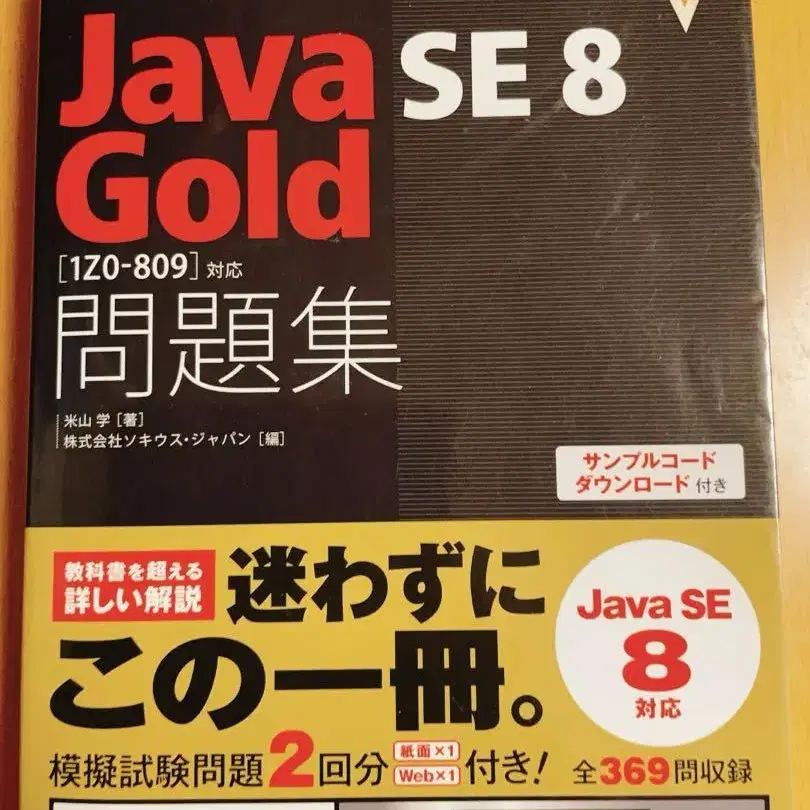 Java SE 8
Gold
[1Z0-809] 対応
問題集
米山 学 [著]
株式会社ソキウス・ジャパン [編]
サンプルコード
ダウンロード 付き
教科書を超える
詳しい解説
迷わずに
この一冊。
Java SE
8
対応
模擬試験問題2回分 紙面×1 Web×1 付き!
全369問収録